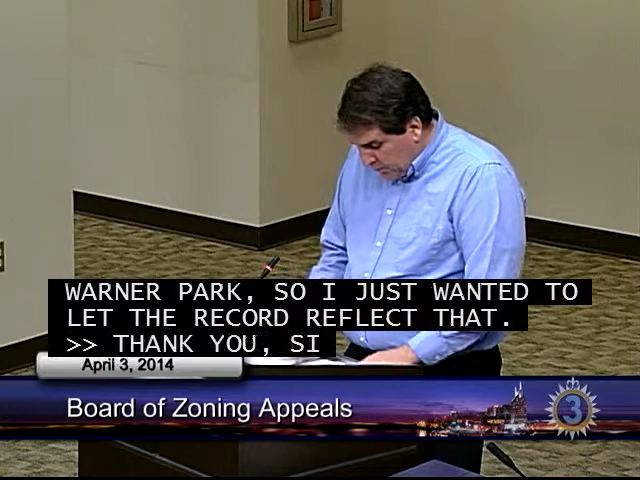 WARNER PARK, SO I JUST WANTED TO
LET THE RECORD REFLECT THAT.
>> THANK YOU, SI
April 3, 2014
Board of Zoning Appeals
3